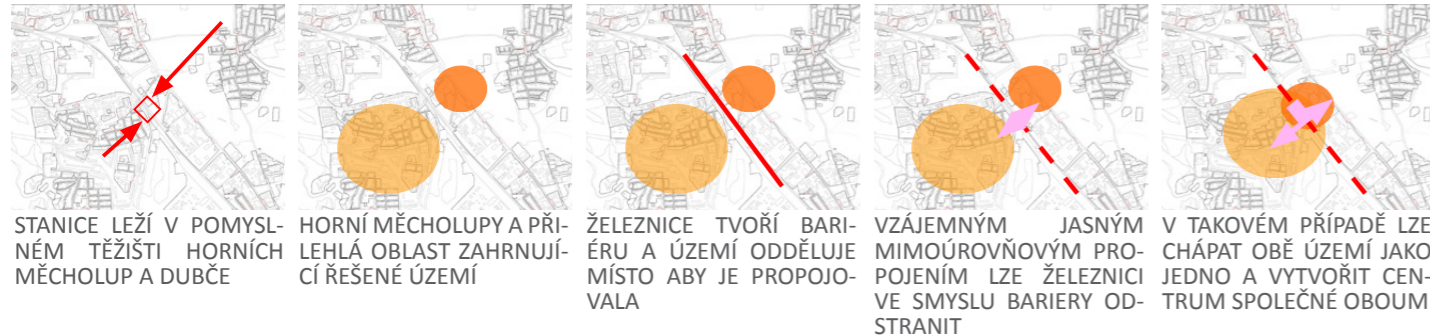 STANICE LEŽÍ V POMYSL-
NÉM TĚŽIŠTI HORNÍCH
MĚCHOLUP A DUBČE
HORNÍ MĚCHOLUPY A PŘI-
LEHLÁ OBLAST ZAHRNUJÍ-
CÍ ŘEŠENÉ ÚZEMÍ
ŽELEZNICE TVOŘÍ BARI-
ÉRU A ÚZEMÍ ODDĚLUJE
MÍSTO ABY JE PROPOJO-
VALA
VZÁJEMNÝM JASNÝM
MIMOÚROVŇOVÝM PRO-
POJENÍM LZE ŽELEZNICI
VE SMYSLU BARIERY OD-
STRANIT
V TAKOVÉM PŘÍPADĚ LZE
CHÁPAT OBĚ ÚZEMÍ JAKO
JEDNO A VYTVOŘIT CEN-
TRUM SPOLEČNÉ OBOUM